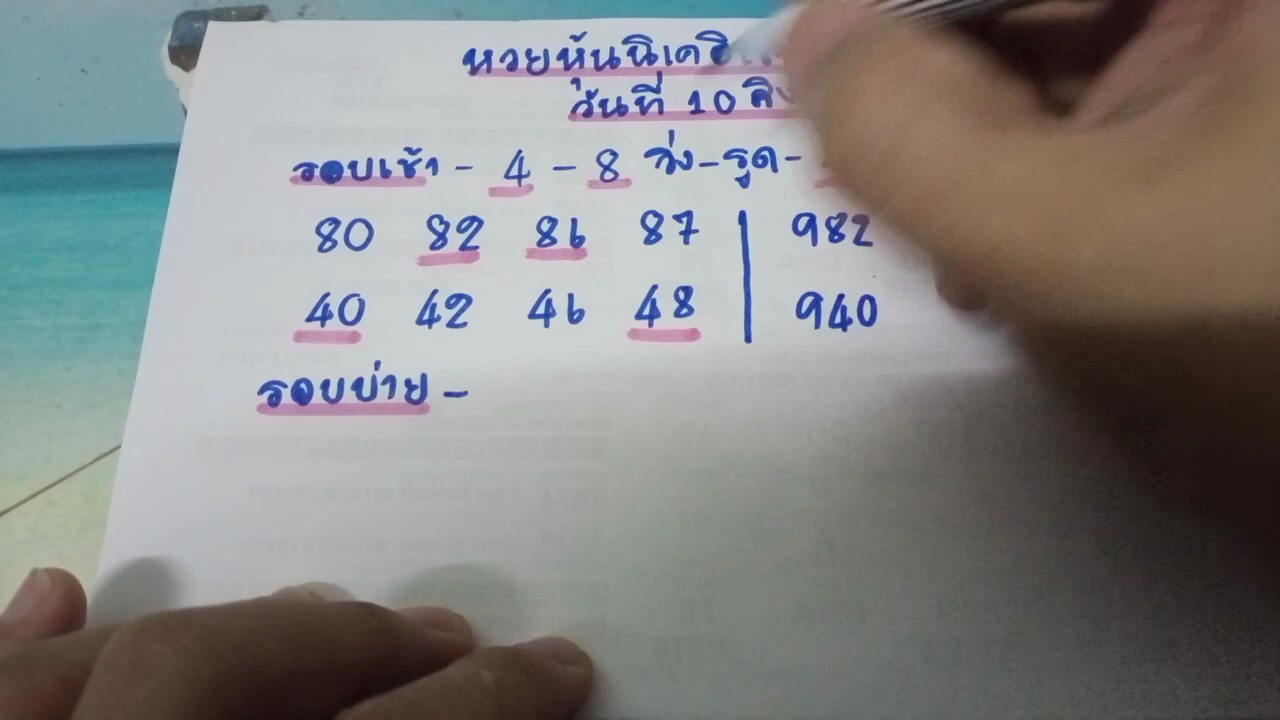 หวยหุ้นนิเคอิ
วันที่ 10
รอบเช้า - 4 - 8 วิ่ง - รูด -
80 82 86 87 | 982
40 42 46 48 | 940
รอบบ่าย -